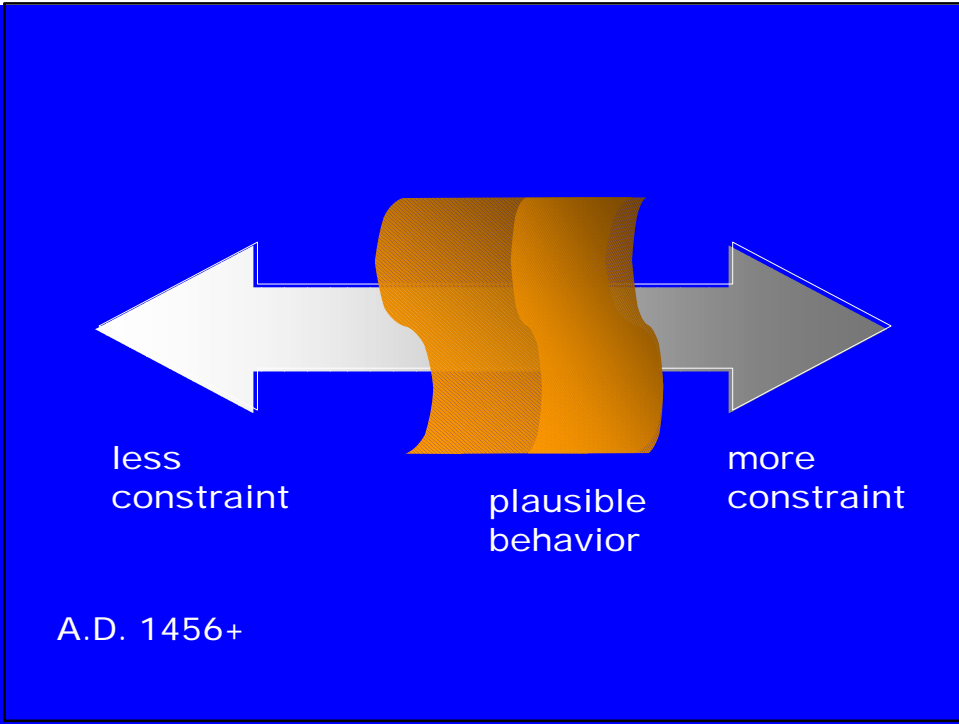 less
constraint
plausible
behavior
more
constraint
A.D. 1456+